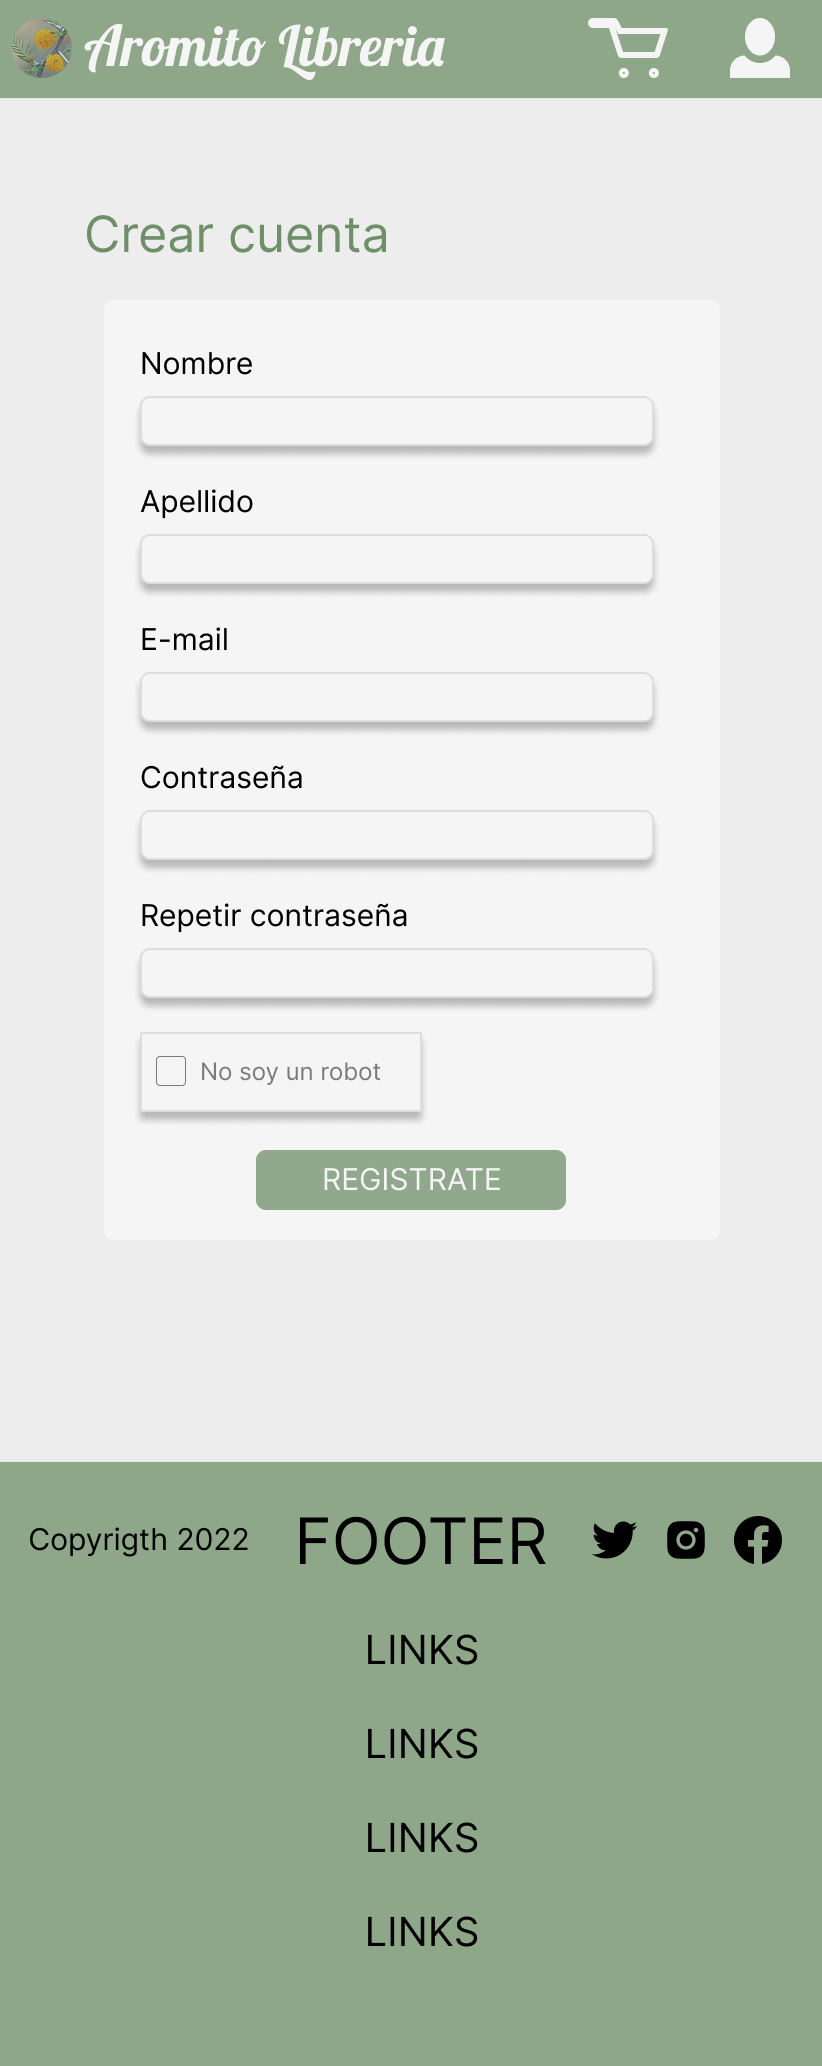 Aromito Libreria
Crear cuenta
Nombre
Apellido
E-mail
Contraseña
Repetir contraseña
No soy un robot
REGISTRATE
Copyrigth 2022
FOOTER
LINKS
LINKS
LINKS
LINKS